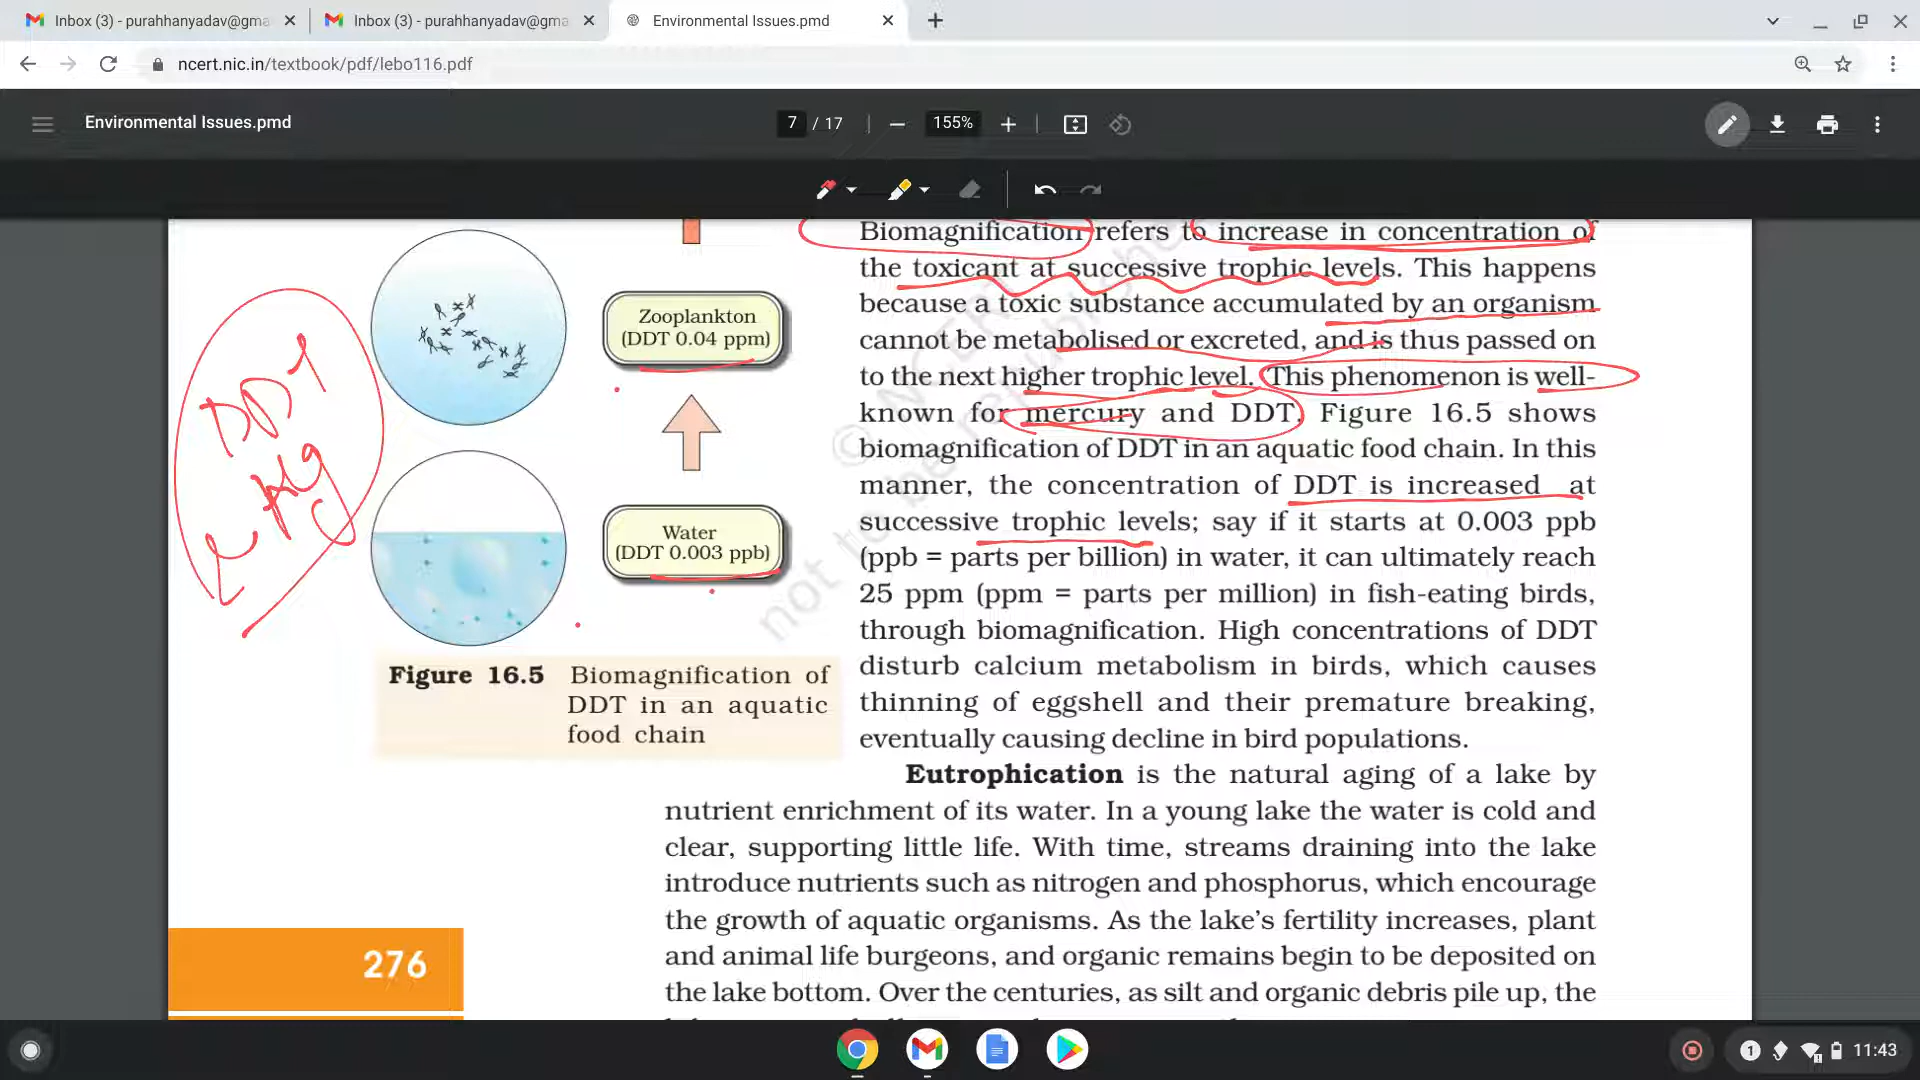 Inbox (3) - purahhanyadav@gma
Inbox (3) - purahhanyadav@gma
Environmental Issues.pmd
ncert.nic.in/textbook/pdf/lebo116.pdf
Environmental Issues.pmd
7 / 17
155%
Biomagnification refers to increase in concentration of
the toxicant at successive trophic levels. This happens
because a toxic substance accumulated by an organism
cannot be metabolised or excreted, and is thus passed on
to the next higher trophic level. This phenomenon is well-
known for mercury and DDT. Figure 16.5 shows
biomagnification of DDT in an aquatic food chain. In this
manner, the concentration of DDT is increased at
successive trophic levels; say if it starts at 0.003 ppb
(ppb = parts per billion) in water, it can ultimately reach
25 ppm (ppm = parts per million) in fish-eating birds,
through biomagnification. High concentrations of DDT
disturb calcium metabolism in birds, which causes
thinning of eggshell and their premature breaking,
eventually causing decline in bird populations.
Zooplankton
(DDT 0.04 ppm)
Water
(DDT 0.003 ppb)
DDT
Hg
Figure 16.5 Biomagnification of
DDT in an aquatic
food chain
© NCERT
not to be republished
Eutrophication is the natural aging of a lake by
nutrient enrichment of its water. In a young lake the water is cold and
clear, supporting little life. With time, streams draining into the lake
introduce nutrients such as nitrogen and phosphorus, which encourage
the growth of aquatic organisms. As the lake's fertility increases, plant
and animal life burgeons, and organic remains begin to be deposited on
the lake bottom. Over the centuries, as silt and organic debris pile up, the
276
1
11:43